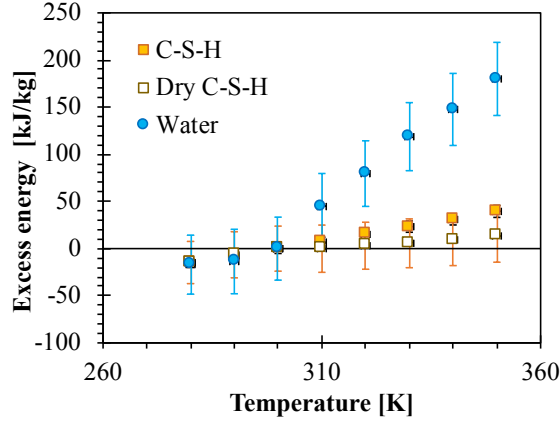 250
200
150
100
50
0
-50
-100
Excess energy [kJ/kg]
C-S-H
Dry C-S-H
Water
260
310
360
Temperature [K]